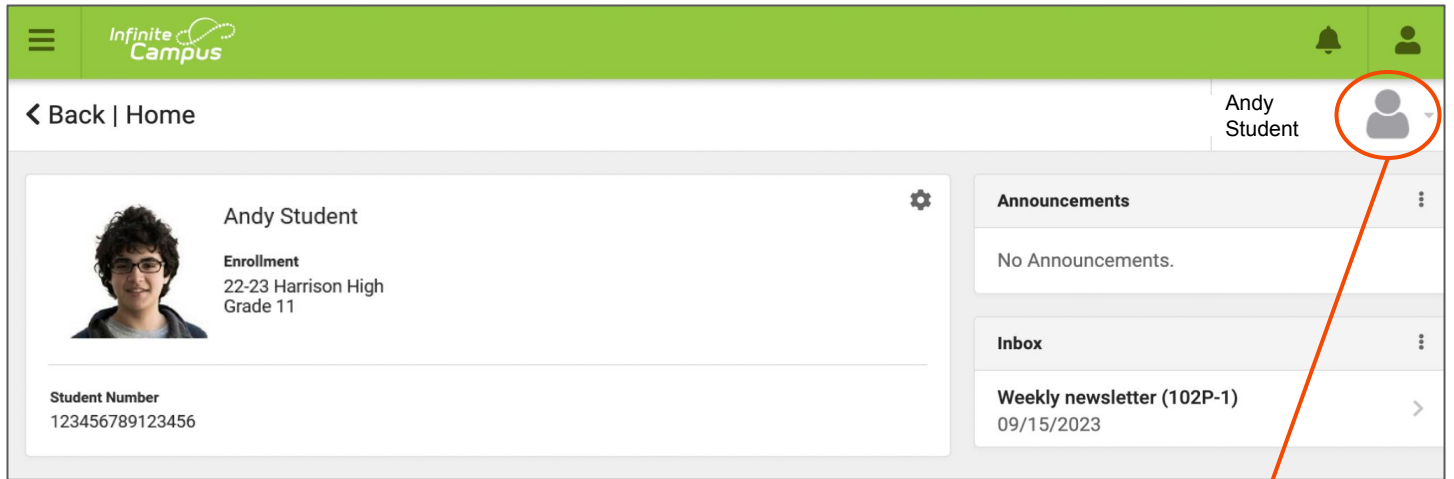 Infinite
Campus
Back | Home
Andy
Student
Andy Student
Enrollment
22-23 Harrison High
Grade 11
Student Number
123456789123456
Announcements
No Announcements.
Inbox
Weekly newsletter (102P-1)
09/15/2023